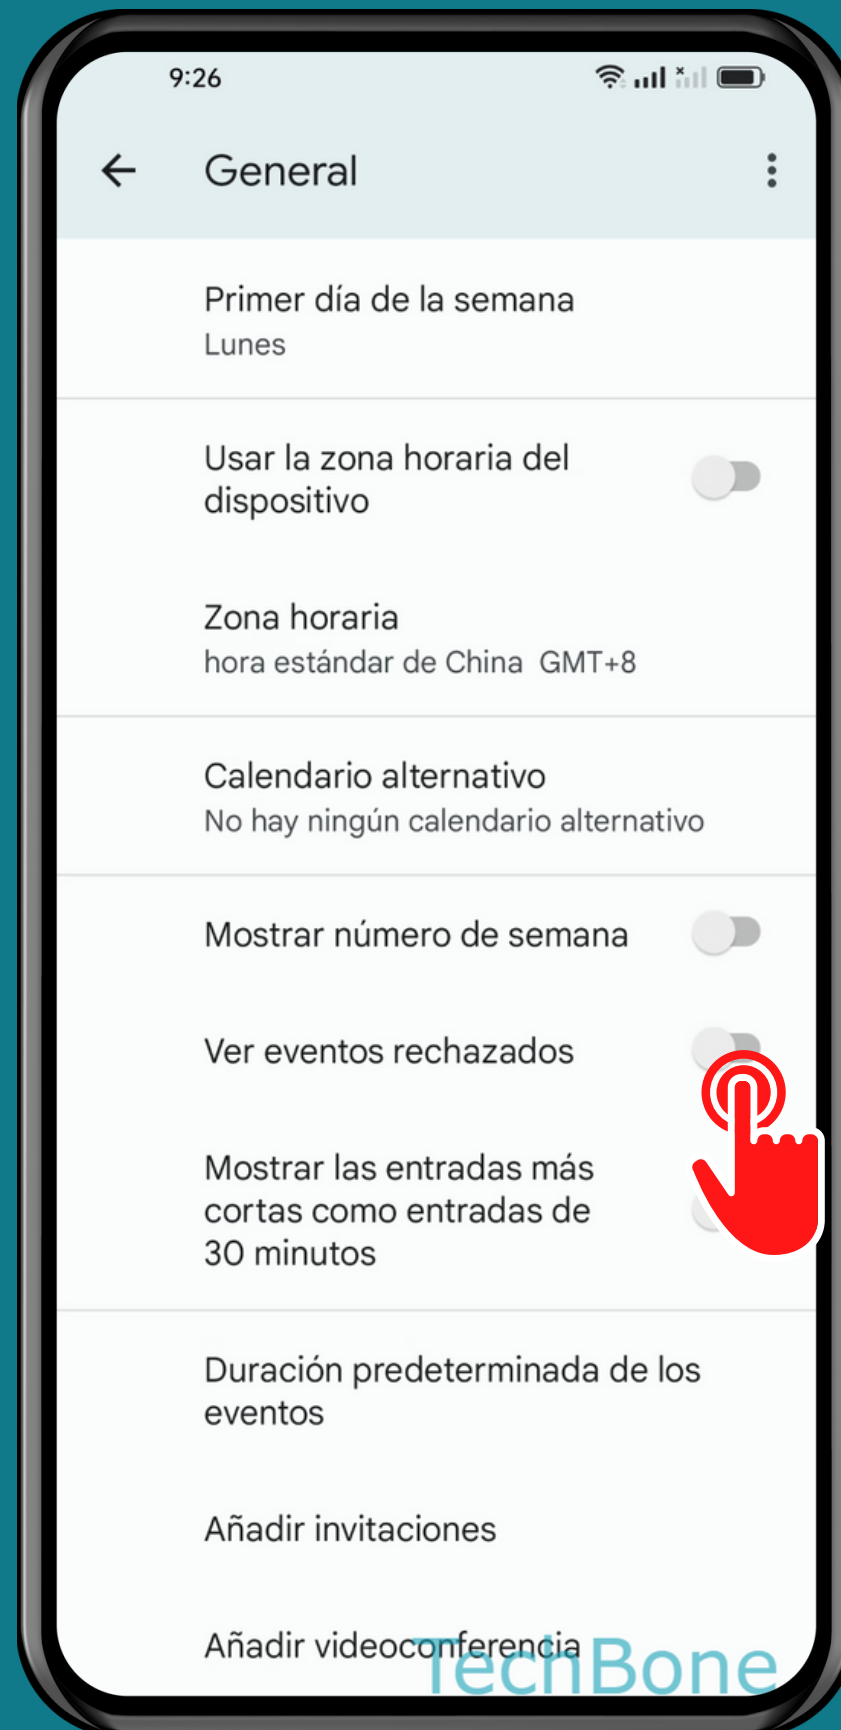 9:26
General
Primer día de la semana
Lunes
Usar la zona horaria del
dispositivo
Zona horaria
hora estándar de China GMT+8
Calendario alternativo
No hay ningún calendario alternativo
Mostrar número de semana
Ver eventos rechazados
Mostrar las entradas más
cortas como entradas de
30 minutos
Duración predeterminada de los
eventos
Añadir invitaciones
Añadir videoconferencia
TechBone